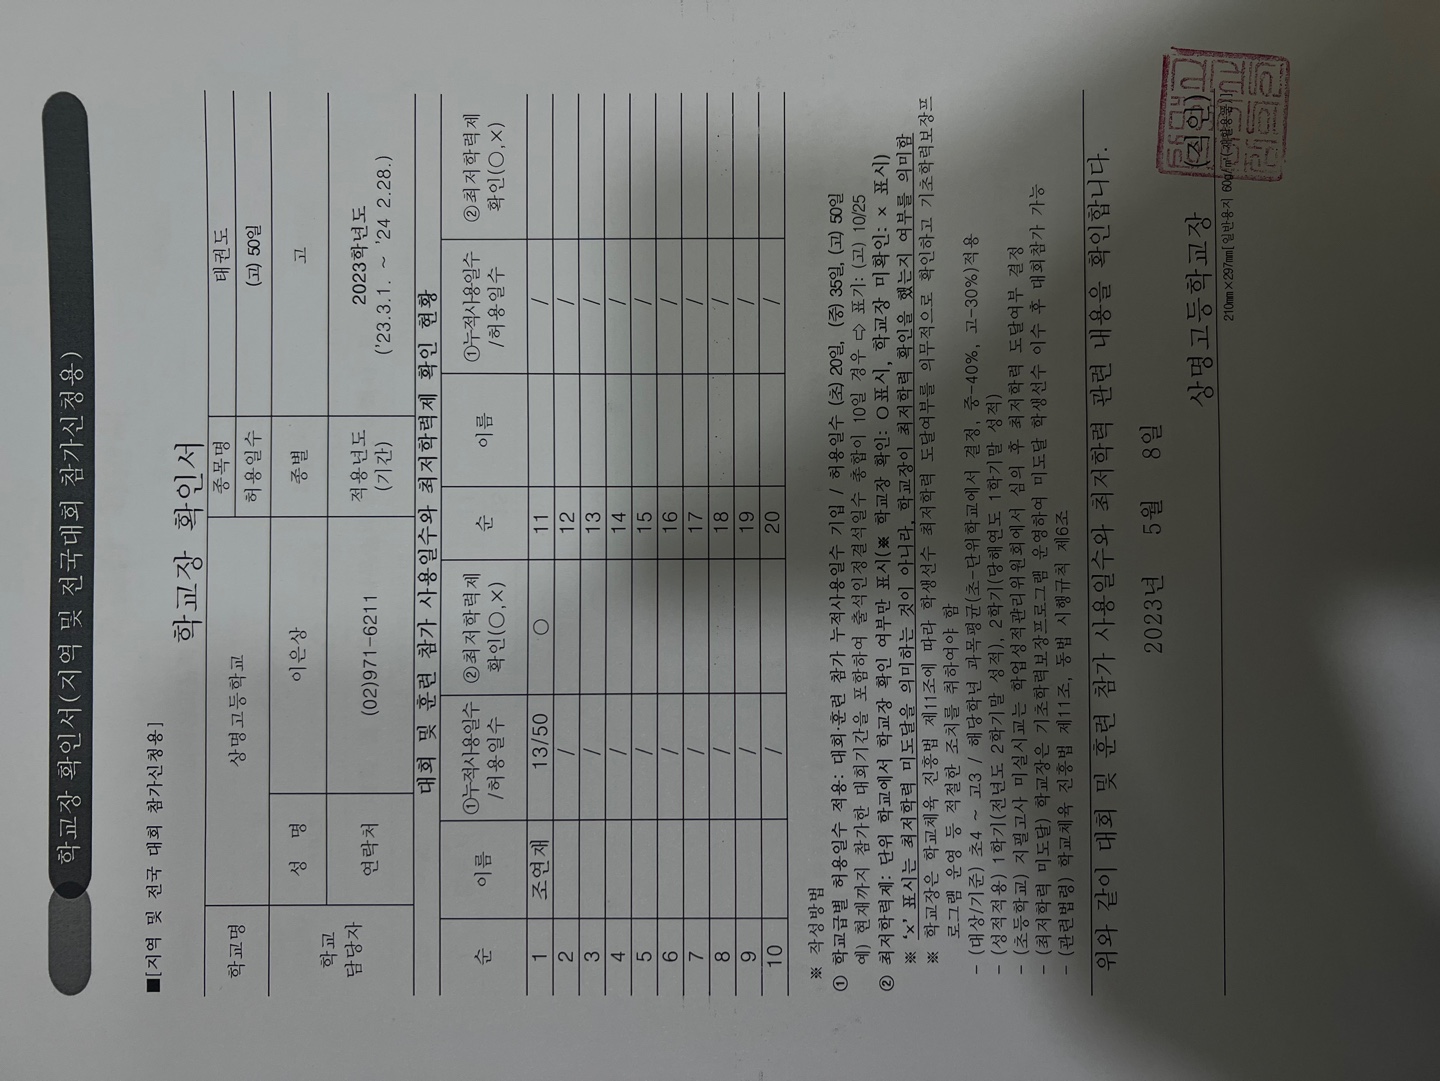 학교장 확인서(지역 및 전국대회 참가신청용)
■[지역 및 전국 대회 참가신청용]
학교장 확인서
학교명 상명고등학교 종목명 태권도
허용일수 (고) 50일
학교 담당자 성 명 이은상 종별 고
연락처 (02)971-6211 적용년도 (기간) 2023학년도
('23.3.1. ~ '24 2.28.)
대회 및 훈련 참가 사용일수와 최저학력제 확인 현황
순 이름 ①누적사용일수 /허용일수 ②최저학력제 확인(○,×) 순 이름 ①누적사용일수 /허용일수 ②최저학력제 확인(○,×)
1 조연재 13/50 ○ 11 /
2 / 12 /
3 / 13 /
4 / 14 /
5 / 15 /
6 / 16 /
7 / 17 /
8 / 18 /
9 / 19 /
10 / 20 /
※ 작성방법
① 학교급별 허용일수 적용: 대회·훈련 참가 누적사용일수 기입 / 허용일수 (초) 20일, (중) 35일, (고) 50일
예) 현재까지 참가한 대회기간을 포함하여 출석인정결석일수 총합이 10일 경우 ⇨ 표기: (고) 10/25
② 최저학력제: 단위 학교에서 학교장 확인 여부만 표시(※ 학교장 확인: ○표시, 학교장 미확인: × 표시)
※ '×' 표시는 최저학력 미도달을 의미하는 것이 아니라, 학교장이 최저학력 확인을 했는지 여부를 의미함
※ 학교장은 학교체육 진흥법 제11조에 따라 학생선수 최저학력 도달여부를 의무적으로 확인하고 기초학력보장프
로그램 운영 등 적절한 조치를 취하여야 함
- (대상/기준) 초4 ~ 고3 / 해당학년 과목평균(초-단위학교에서 결정, 중-40%, 고-30%)적용
- (성적적용) 1학기(전년도 2학기말 성적), 2학기(당해연도 1학기말 성적)
- (초등학교) 지필고사 미실시교는 학업성적관리위원회에서 심의 후 최저학력 도달여부 결정
- (최저학력 미도달) 학교장은 기초학력보장프로그램 운영하여 미도달 학생선수 이수 후 대회참가 가능
- (관련법령) 학교체육 진흥법 제11조, 동법 시행규칙 제6조
위와 같이 대회 및 훈련 참가 사용일수와 최저학력 관련 내용을 확인합니다.
2023년 5월 8일
상명고등학교장 (직인)
210mm×297mm[일반용지 60g/㎡(재활용품)]